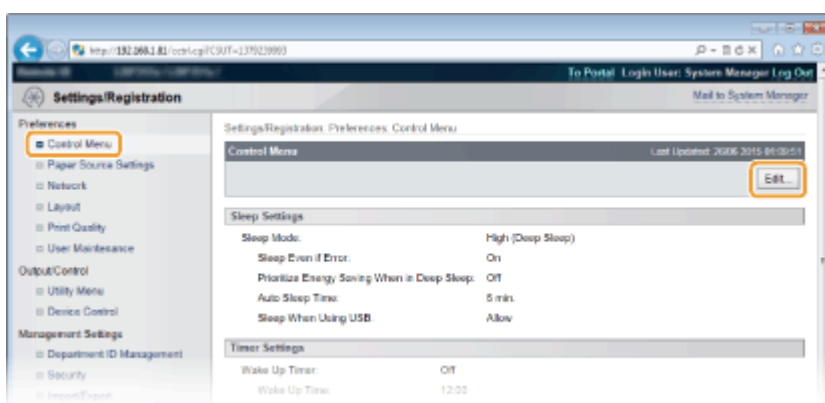 To Portal Login User: System Manager Log Out
Settings/Registration
Mail to System Manager
Preferences
Control Menu
Paper Source Settings
Network
Layout
Print Quality
User Maintenance
Output/Control
Utility Menu
Device Control
Management Settings
Department ID Management
Security
Import/Export
Settings/Registration: Preferences: Control Menu
Control Menu
Last Updated:
Edit...
Sleep Settings
Sleep Mode: High (Deep Sleep)
Sleep Even if Error: On
Prioritize Energy Saving When in Deep Sleep: Off
Auto Sleep Time: 5 min.
Sleep When Using USB: Allow
Timer Settings
Wake Up Timer: Off
Wake Up Time: 12:00